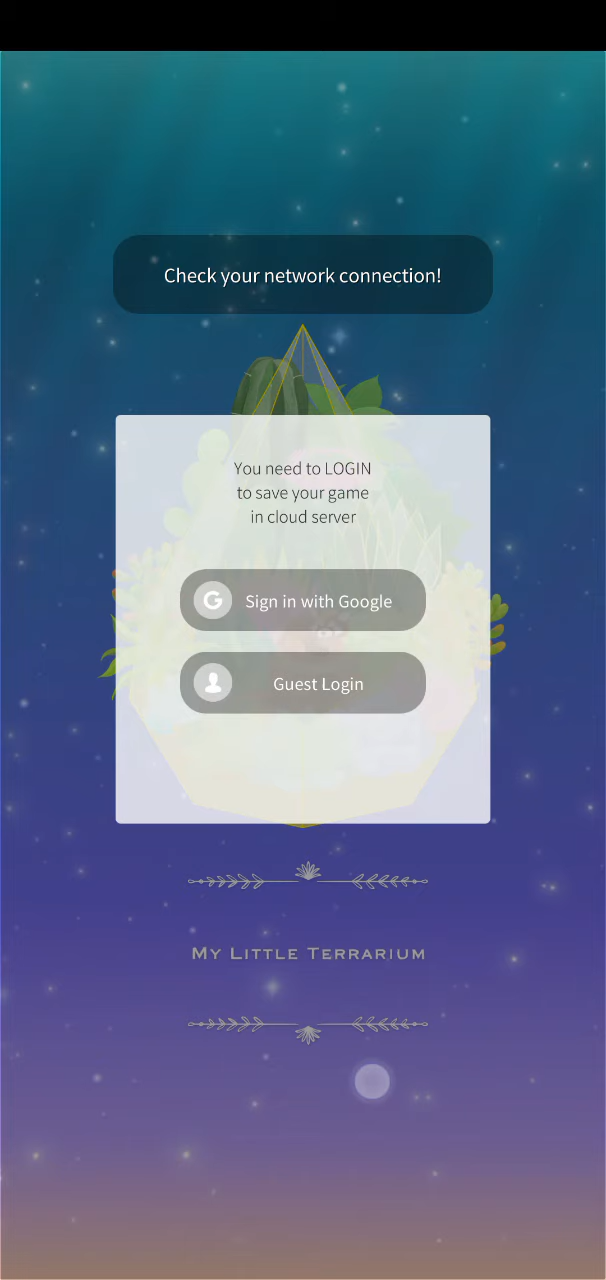 Check your network connection!
You need to LOGIN
to save your game
in cloud server
Sign in with Google
Guest Login
My Little Terrarium